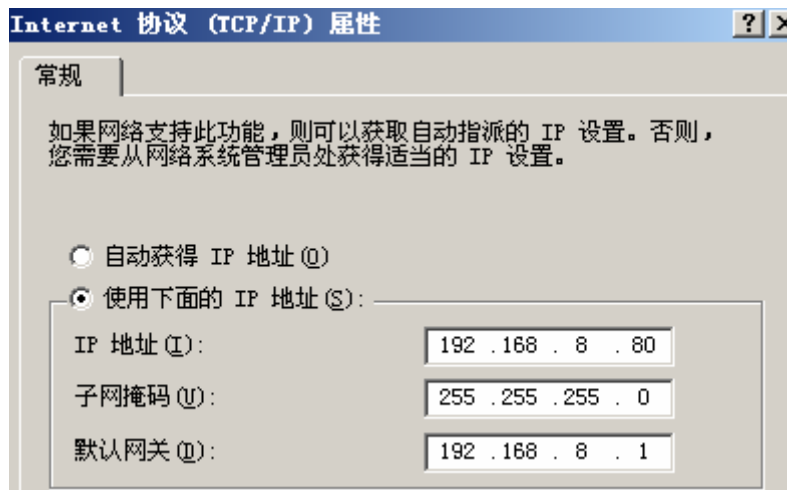 Internet 协议 (TCP/IP) 属性
常规
如果网络支持此功能，则可以获取自动指派的 IP 设置。否则，
您需要从网络系统管理员处获得适当的 IP 设置。
自动获得 IP 地址(O)
使用下面的 IP 地址(S):
IP 地址(I): 192 .168 . 8 . 80
子网掩码(U): 255 .255 .255 . 0
默认网关(D): 192 .168 . 8 . 1